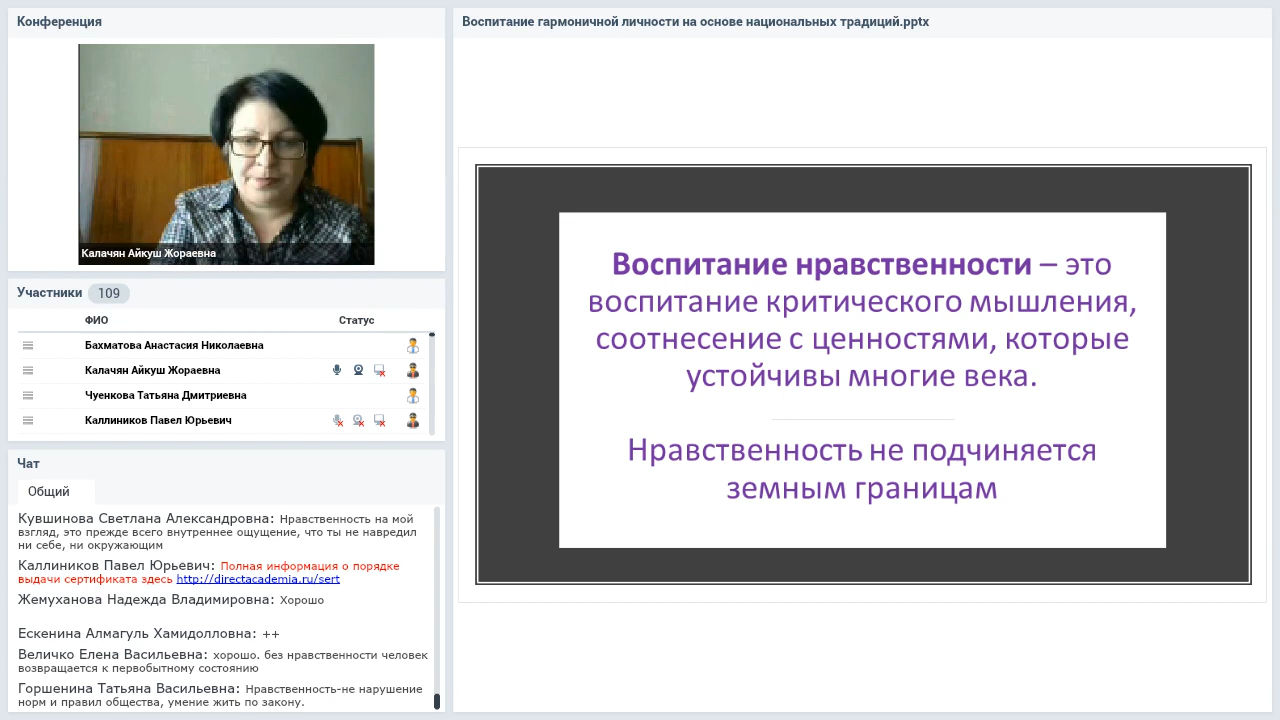 Конференция
Калачян Айкуш Жораевна
Участники 109
ФИО Статус
Бахматова Анастасия Николаевна
Калачян Айкуш Жораевна
Чуенкова Татьяна Дмитриевна
Каллиников Павел Юрьевич
Чат
Общий
Кувшинова Светлана Александровна: Нравственность на мой
взгляд, это прежде всего внутреннее ощущение, что ты не навредил
ни себе, ни окружающим
Каллиников Павел Юрьевич: Полная информация о порядке
выдачи сертификата здесь http://directacademia.ru/sert
Жемуханова Надежда Владимировна: Хорошо
Ескенина Алмагуль Хамидолловна: ++
Величко Елена Васильевна: хорошо. без нравственности человек
возвращается к первобытному состоянию
Горшенина Татьяна Васильевна: Нравственность-не нарушение
норм и правил общества, умение жить по закону.
Воспитание гармоничной личности на основе национальных традиций.pptx
Воспитание нравственности – это
воспитание критического мышления,
соотнесение с ценностями, которые
устойчивы многие века.
Нравственность не подчиняется
земным границам